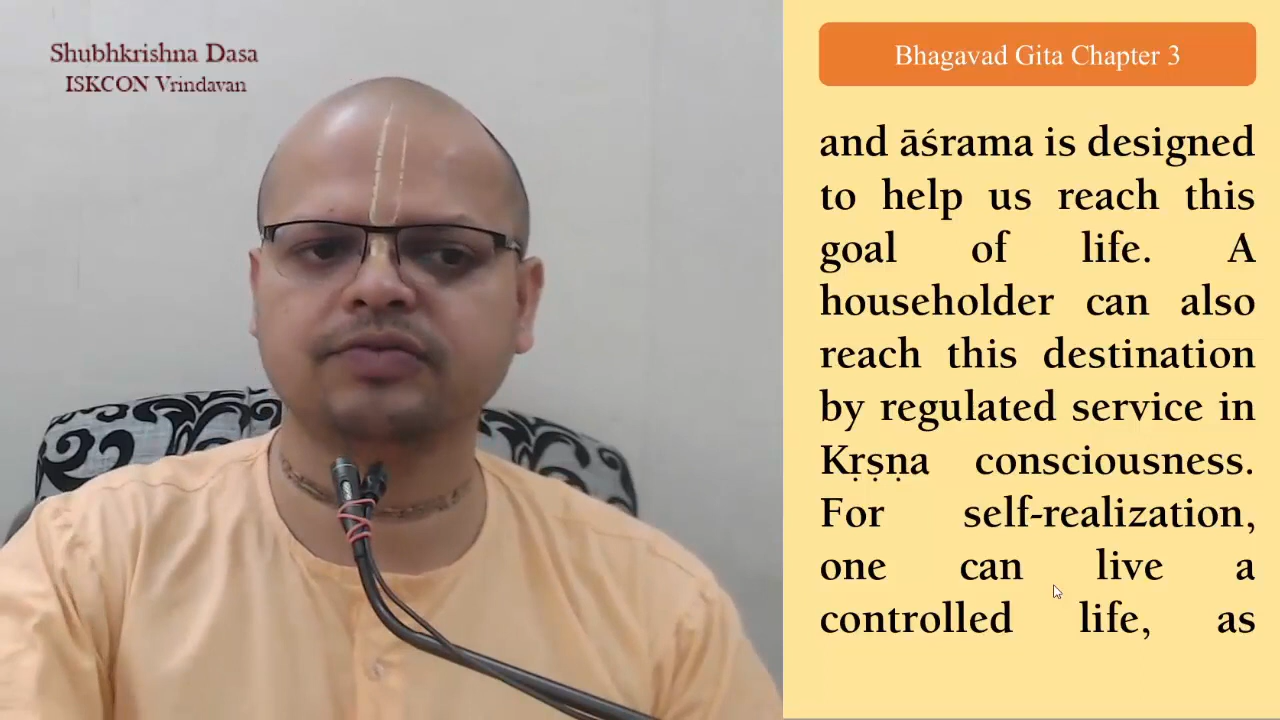 Shubhkrishna Dasa
ISKCON Vrindavan
Bhagavad Gita Chapter 3
and āśrama is designed
to help us reach this
goal of life. A
householder can also
reach this destination
by regulated service in
Kṛṣṇa consciousness.
For self-realization,
one can live a
controlled life, as